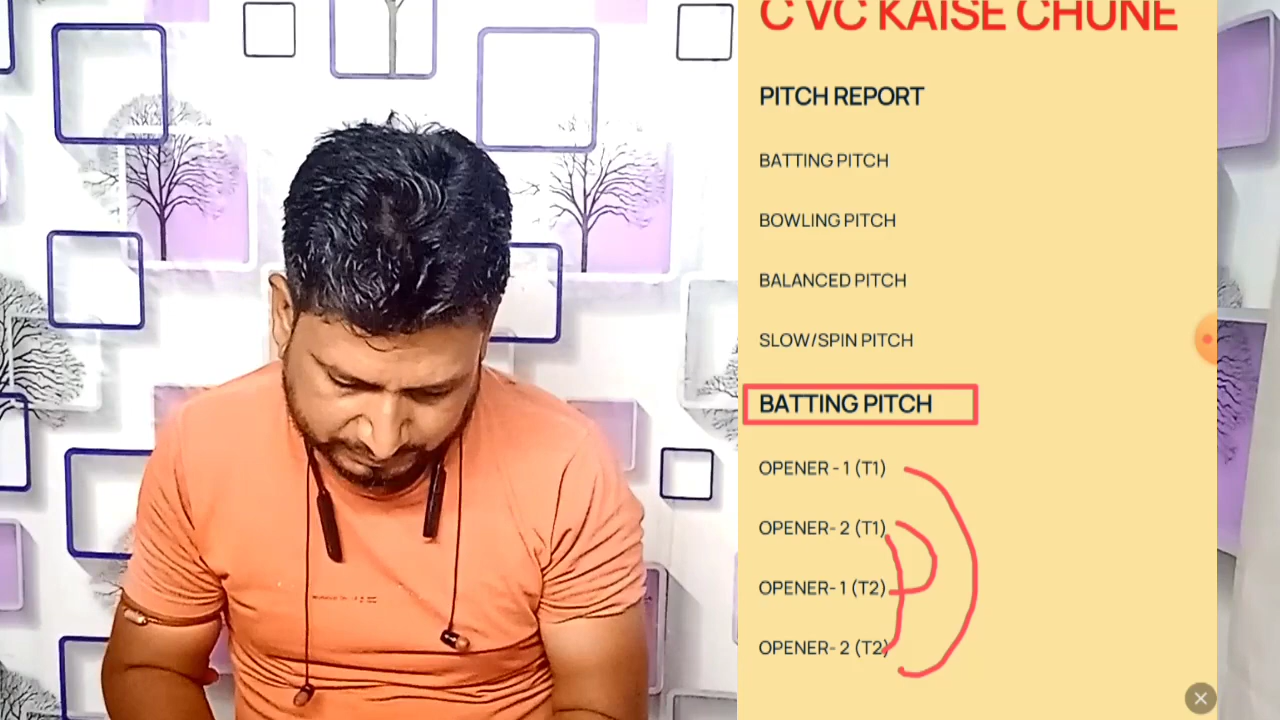 C VC KAISE CHUNE
PITCH REPORT
BATTING PITCH
BOWLING PITCH
BALANCED PITCH
SLOW/SPIN PITCH
BATTING PITCH
OPENER - 1 (T1)
OPENER- 2 (T1)
OPENER- 1 (T2)
OPENER- 2 (T2)